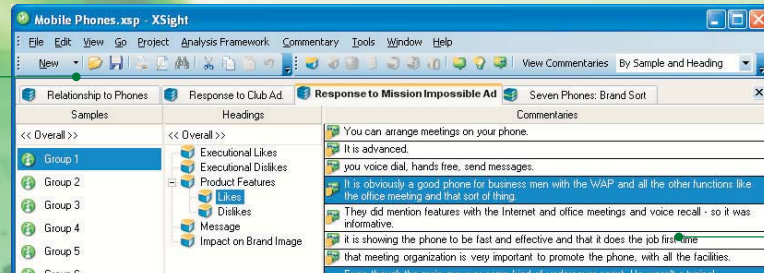 Mobile Phones.xsp - XSight
File Edit View Go Project Analysis Framework Commentary Tools Window Help
New View Commentaries By Sample and Heading
Relationship to Phones Response to Club Ad. Response to Mission Impossible Ad Seven Phones: Brand Sort
Samples Headings Commentaries
<< Overall >> << Overall >> You can arrange meetings on your phone.
Group 1 Executional Likes It is advanced.
Executional Dislikes you voice dial, hands free, send messages.
Group 2 Product Features It is obviously a good phone for business men with the WAP and all the other functions like
Likes the office meeting and that sort of thing.
Group 3 Dislikes They did mention features with the Internet and office meetings and voice recall - so it was
informative.
Group 4 Message it is showing the phone to be fast and effective and that it does the job first time
Group 5 Impact on Brand Image that meeting organization is very important to promote the phone, with all the facilities.